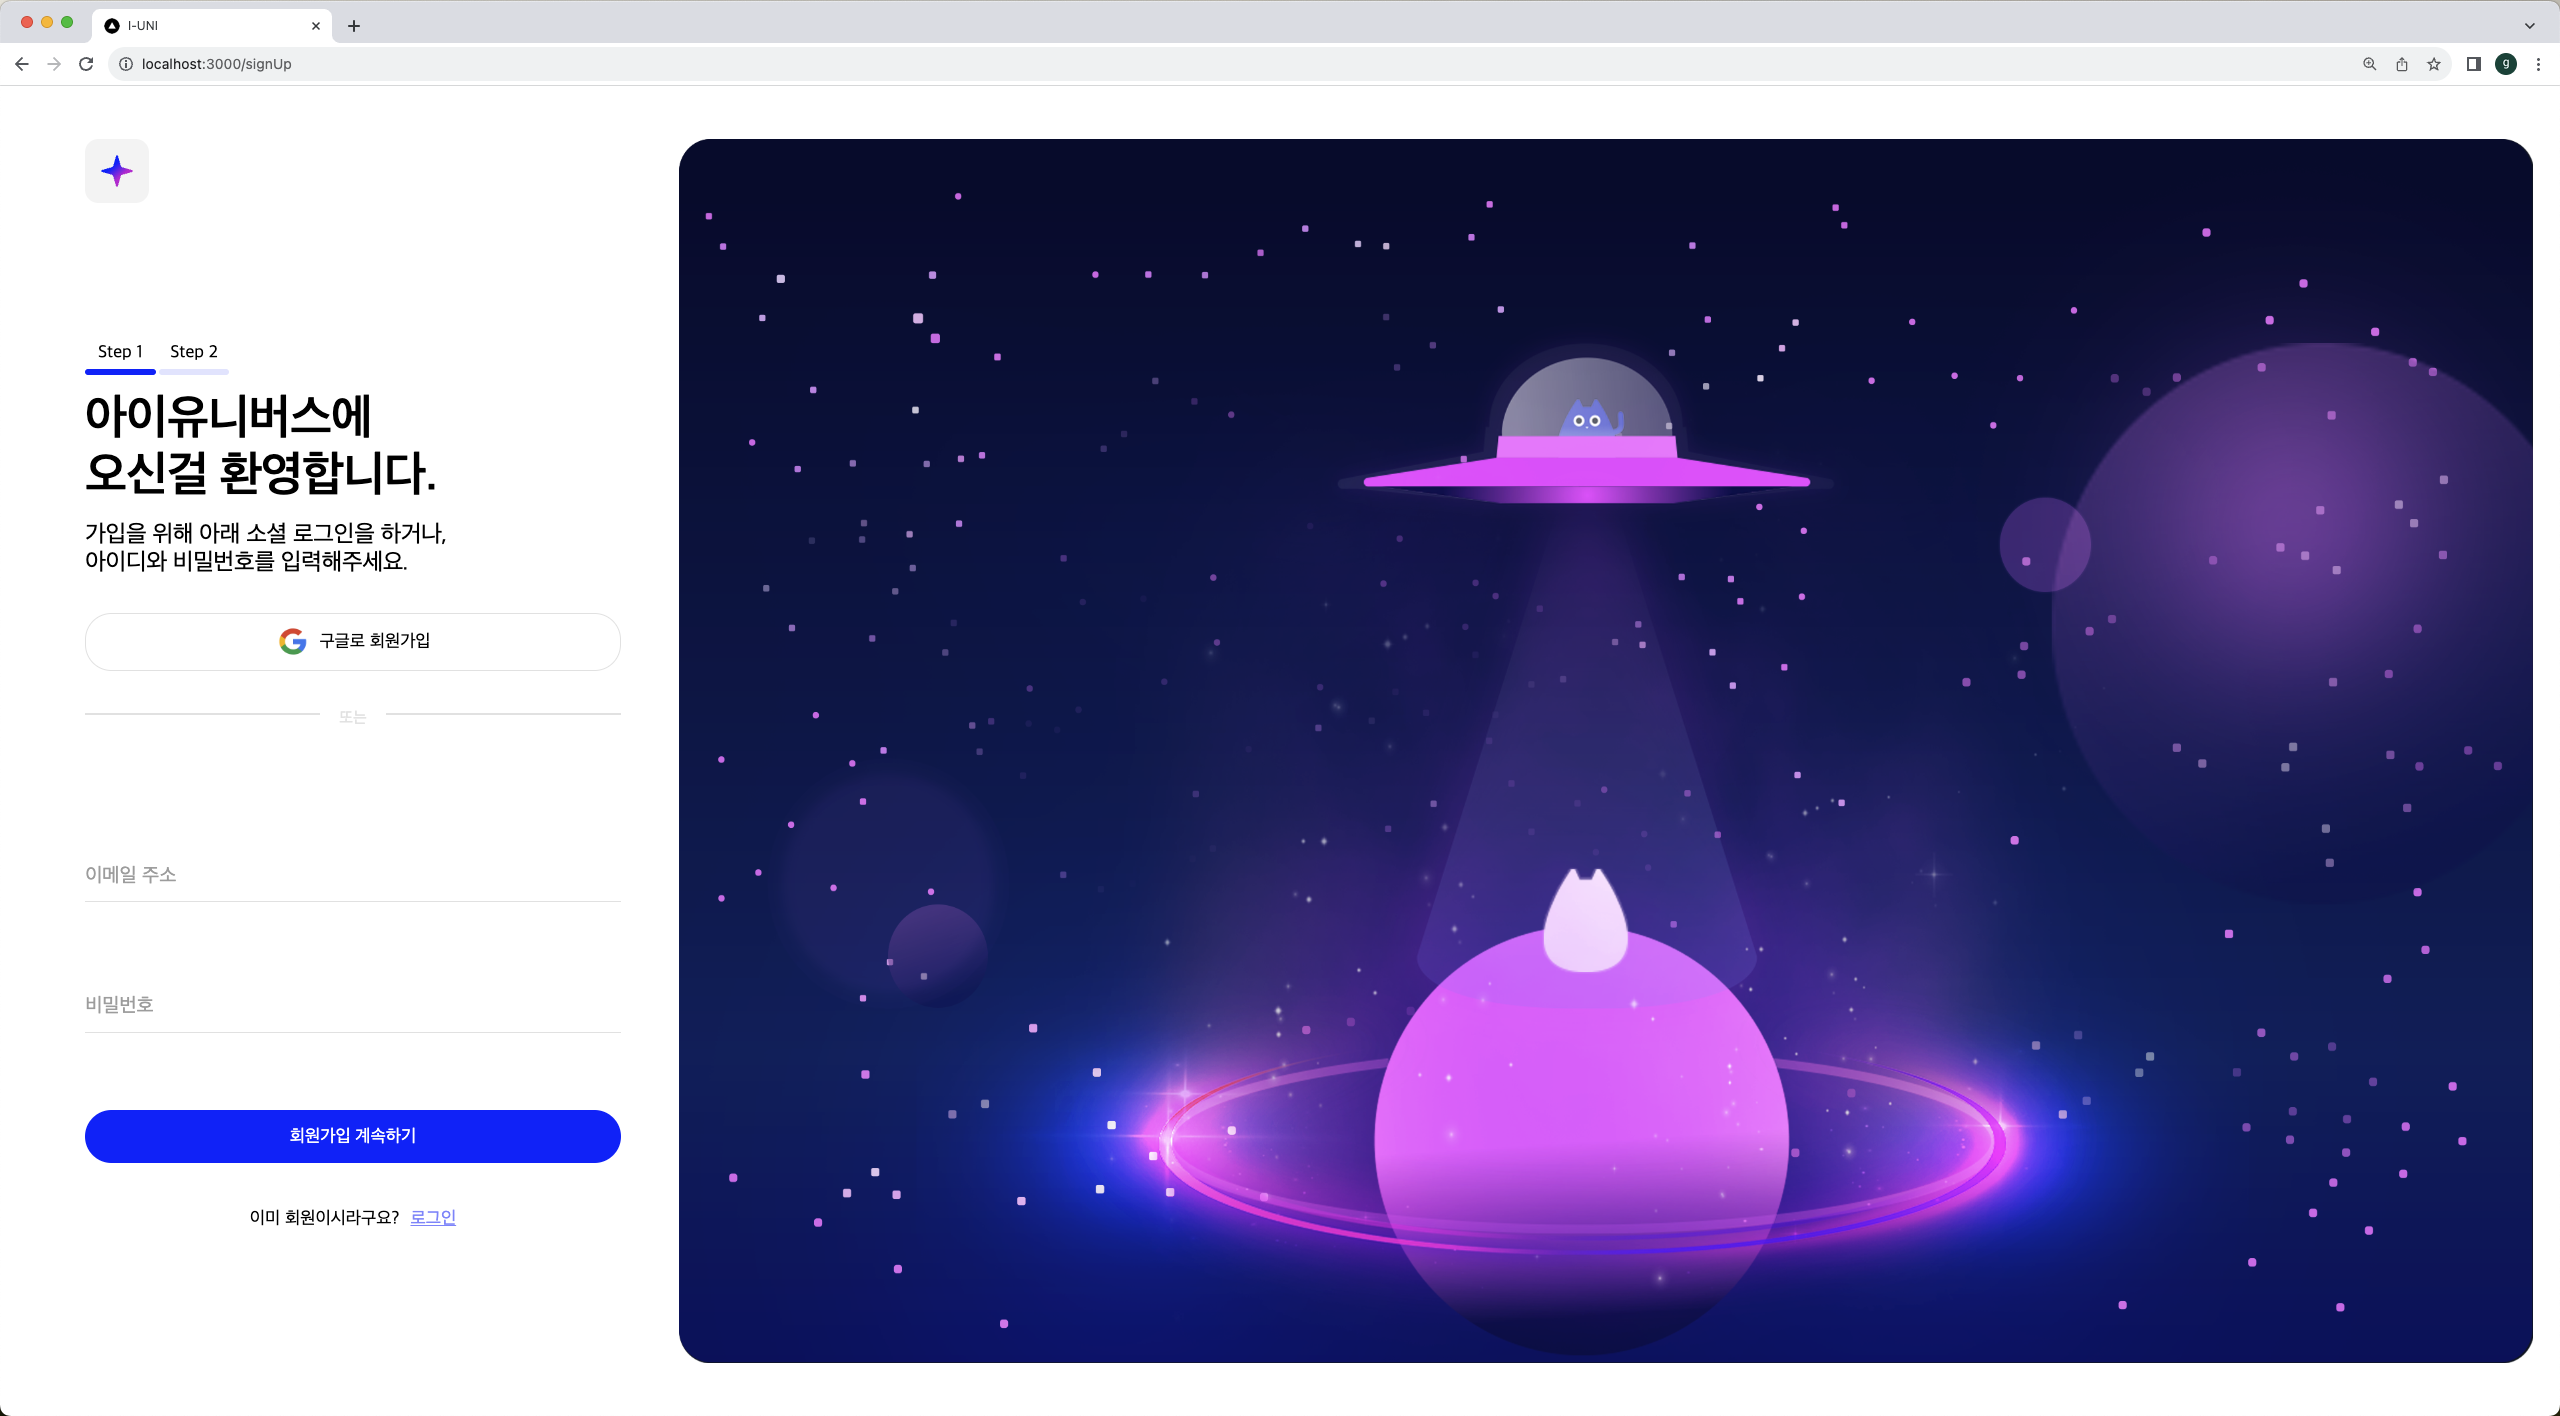 I-UNI
localhost:3000/signUp
g
Step 1 Step 2
아이유니버스에
오신걸 환영합니다.
가입을 위해 아래 소셜 로그인을 하거나,
아이디와 비밀번호를 입력해주세요.
구글로 회원가입
또는
이메일 주소
비밀번호
회원가입 계속하기
이미 회원이시라구요? 로그인